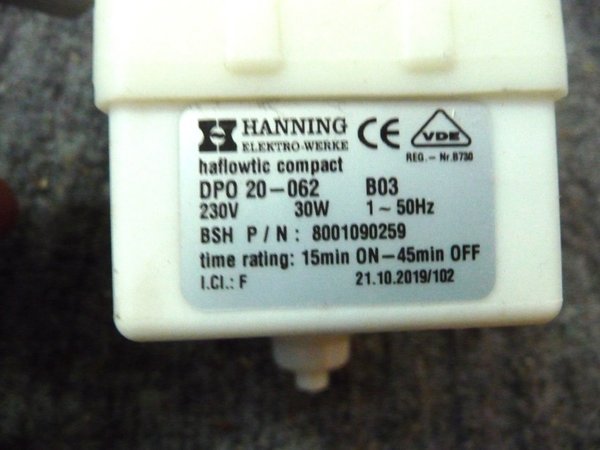 HANNING
ELEKTRO-WERKE
CE
VDE
REG.- Nr.B730
haflowtic compact
DPO 20-062 B03
230V 30W 1~50Hz
BSH P/N: 8001090259
time rating: 15min ON-45min OFF
I.Cl.: F 21.10.2019/102